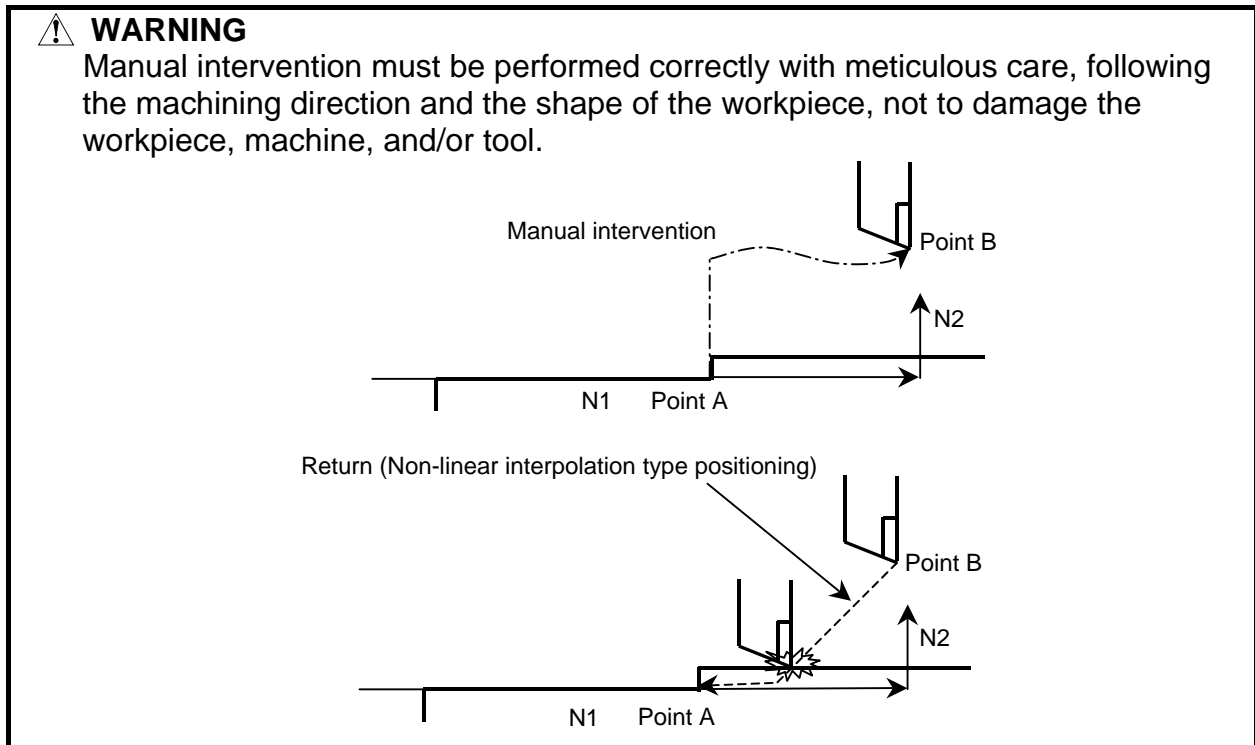 WARNING
Manual intervention must be performed correctly with meticulous care, following
the machining direction and the shape of the workpiece, not to damage the
workpiece, machine, and/or tool.
Manual intervention
Point B
N2
N1 Point A
Return (Non-linear interpolation type positioning)
Point B
N2
N1 Point A